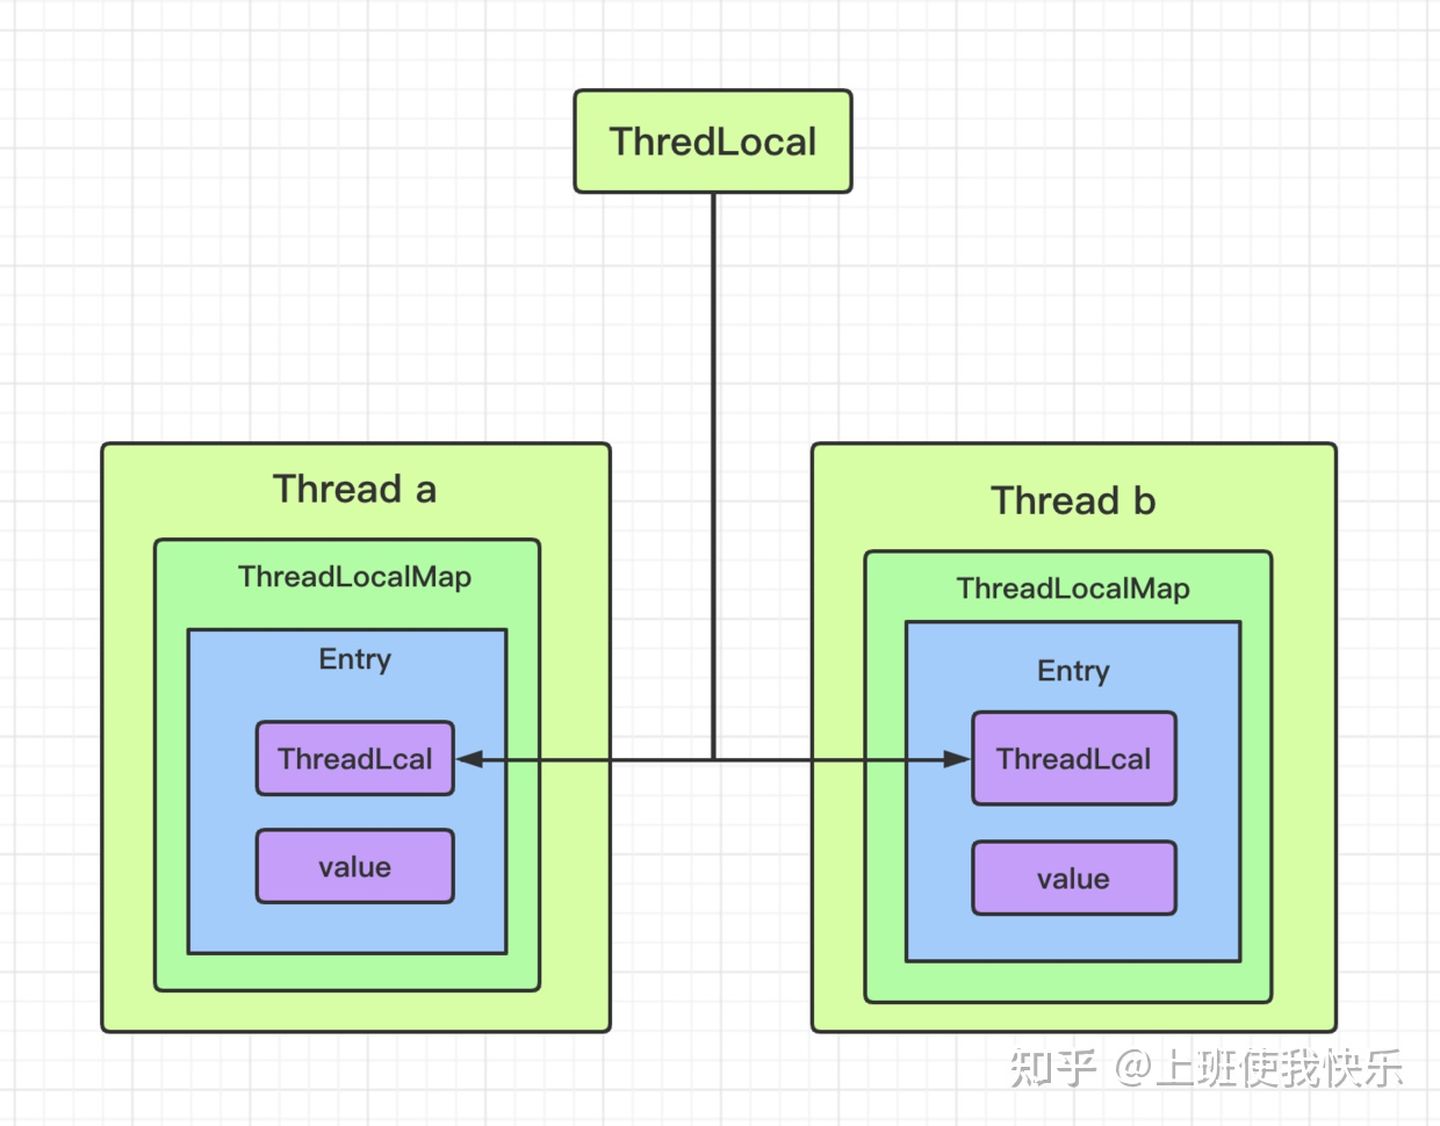 ThredLocal
Thread a
ThreadLocalMap
Entry
ThreadLcal
value
Thread b
ThreadLocalMap
Entry
ThreadLcal
value
知乎 @上班使我快乐